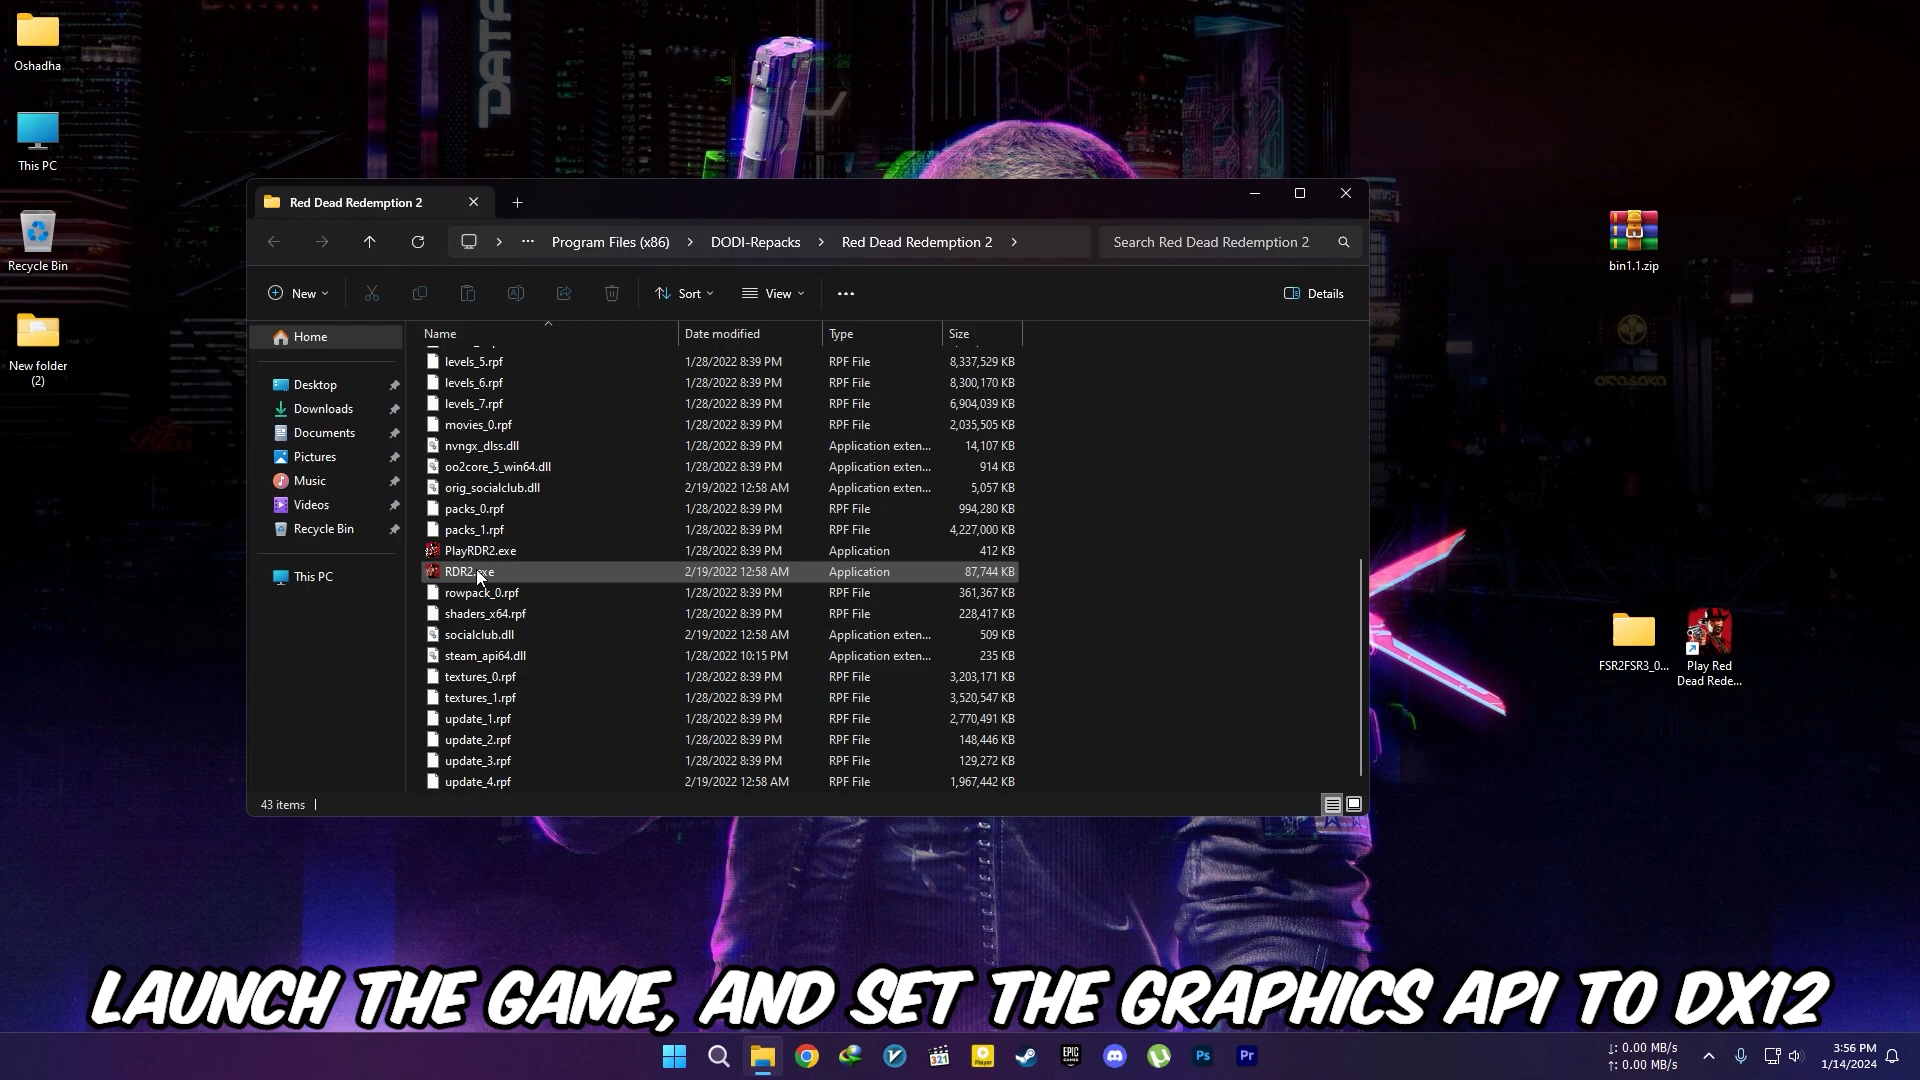 Oshadha
This PC
Recycle Bin
New folder
(2)
DATA
Red Dead Redemption 2
Program Files (x86)
DODI-Repacks
Red Dead Redemption 2
Search Red Dead Redemption 2
New
Sort
View
Details
Home
Desktop
Downloads
Documents
Pictures
Music
Videos
Recycle Bin
This PC
Name Date modified Type Size
levels_5.rpf 1/28/2022 8:39 PM RPF File 8,337,529 KB
levels_6.rpf 1/28/2022 8:39 PM RPF File 8,300,170 KB
levels_7.rpf 1/28/2022 8:39 PM RPF File 6,904,039 KB
movies_0.rpf 1/28/2022 8:39 PM RPF File 2,035,505 KB
nvngx_dlss.dll 1/28/2022 8:39 PM Application exten... 14,107 KB
oo2core_5_win64.dll 1/28/2022 8:39 PM Application exten... 914 KB
orig_socialclub.dll 2/19/2022 12:58 AM Application exten... 5,057 KB
packs_0.rpf 1/28/2022 8:39 PM RPF File 994,280 KB
packs_1.rpf 1/28/2022 8:39 PM RPF File 4,227,000 KB
PlayRDR2.exe 1/28/2022 8:39 PM Application 412 KB
RDR2.exe 2/19/2022 12:58 AM Application 87,744 KB
rowpack_0.rpf 1/28/2022 8:39 PM RPF File 361,367 KB
shaders_x64.rpf 1/28/2022 8:39 PM RPF File 228,417 KB
socialclub.dll 2/19/2022 12:58 AM Application exten... 509 KB
steam_api64.dll 1/28/2022 10:15 PM Application exten... 235 KB
textures_0.rpf 1/28/2022 8:39 PM RPF File 3,203,171 KB
textures_1.rpf 1/28/2022 8:39 PM RPF File 3,520,547 KB
update_1.rpf 1/28/2022 8:39 PM RPF File 2,770,491 KB
update_2.rpf 1/28/2022 8:39 PM RPF File 148,446 KB
update_3.rpf 1/28/2022 8:39 PM RPF File 129,272 KB
update_4.rpf 2/19/2022 12:58 AM RPF File 1,967,442 KB
43 items
bin1.1.zip
arasaka
FSR2FSR3_0...
Play Red
Dead Rede...
LAUNCH THE GAME, AND SET THE GRAPHICS API TO DX12
321
Player
EPIC
GAMES
Ps
Pr
↓: 0.00 MB/s
↑: 0.00 MB/s
3:56 PM
1/14/2024